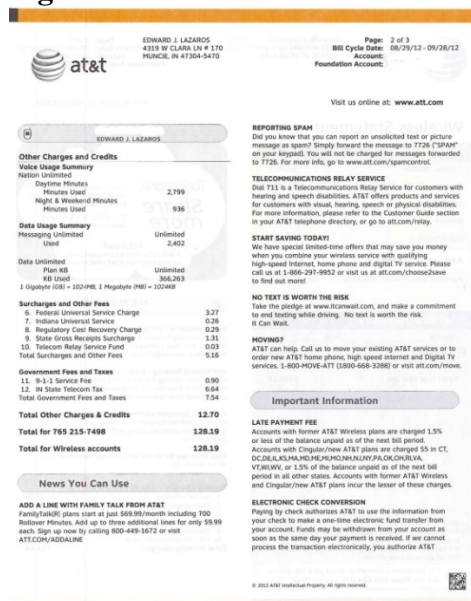 at&t
EDWARD J. LAZAROS
4319 W CLARA LN # 170
MUNCIE, IN 47304-5470
Page: 2 of 3
Bill Cycle Date: 08/29/12 - 09/28/12
Account:
Foundation Account:
Visit us online at: www.att.com
EDWARD J. LAZAROS
Other Charges and Credits
Voice Usage Summary
Nation Unlimited
Daytime Minutes
Minutes Used 2,799
Night & Weekend Minutes
Minutes Used 936
Data Usage Summary
Messaging Unlimited Unlimited
Used 2,402
Data Unlimited
Plan KB Unlimited
KB Used 366,263
1 Gigabyte (GB) = 1024MB, 1 Megabyte (MB) = 1024KB
Surcharges and Other Fees
6. Federal Universal Service Charge 3.27
7. Indiana Universal Service 0.26
8. Regulatory Cost Recovery Charge 0.29
9. State Gross Receipts Surcharge 1.31
10. Telecom Relay Service Fund 0.03
Total Surcharges and Other Fees 5.16
Government Fees and Taxes
11. 9-1-1 Service Fee 0.90
12. IN State Telecom Tax 6.64
Total Government Fees and Taxes 7.54
Total Other Charges & Credits 12.70
Total for 765 215-7498 128.19
Total for Wireless accounts 128.19
News You Can Use
ADD A LINE WITH FAMILY TALK FROM AT&T
FamilyTalk(R) plans start at just $69.99/month including 700
Rollover Minutes. Add up to three additional lines for only $9.99
each. Sign up now by calling 800-449-1672 or visit
ATT.COM/ADDALINE
REPORTING SPAM
Did you know that you can report an unsolicited text or picture
message as spam? Simply forward the message to 7726 ("SPAM"
on your keypad). You will not be charged for messages forwarded
to 7726. For more info, go to www.att.com/spamcontrol.
TELECOMMUNICATIONS RELAY SERVICE
Dial 711 is a Telecommunications Relay Service for customers with
hearing and speech disabilities. AT&T offers products and services
for customers with visual, hearing, speech or physical disabilities.
For more information, please refer to the Customer Guide section
in your AT&T telephone directory, or go to att.com/relay.
START SAVING TODAY!
We have special limited-time offers that may save you money
when you combine your wireless service with qualifying
high-speed Internet, home phone and digital TV service. Please
call us at 1-866-297-9952 or visit us at att.com/choose2save
to find out more!
NO TEXT IS WORTH THE RISK
Take the pledge at www.itcanwait.com, and make a commitment
to end texting while driving. No text is worth the risk.
It Can Wait.
MOVING?
AT&T can help. Call us to move your existing AT&T services or to
order new AT&T home phone, high speed internet and Digital TV
services. 1-800-MOVE-ATT (1800-668-3288) or visit att.com/move.
Important Information
LATE PAYMENT FEE
Accounts with former AT&T Wireless plans are charged 1.5%
or less of the balance unpaid as of the next bill period.
Accounts with Cingular/new AT&T plans are charged $5 in CT,
DC,DE,IL,KS,MA,MD,ME,MI,MO,NH,NJ,NY,PA,OK,OH,RI,VA,
VT,WI,WV, or 1.5% of the balance unpaid as of the next bill
period in all other states. Accounts with former AT&T Wireless
and Cingular/new AT&T plans incur the lesser of these charges.
ELECTRONIC CHECK CONVERSION
Paying by check authorizes AT&T to use the information from
your check to make a one-time electronic fund transfer from
your account. Funds may be withdrawn from your account as
soon as the same day your payment is received. If we cannot
process the transaction electronically, you authorize AT&T
© 2012 AT&T Intellectual Property. All rights reserved.